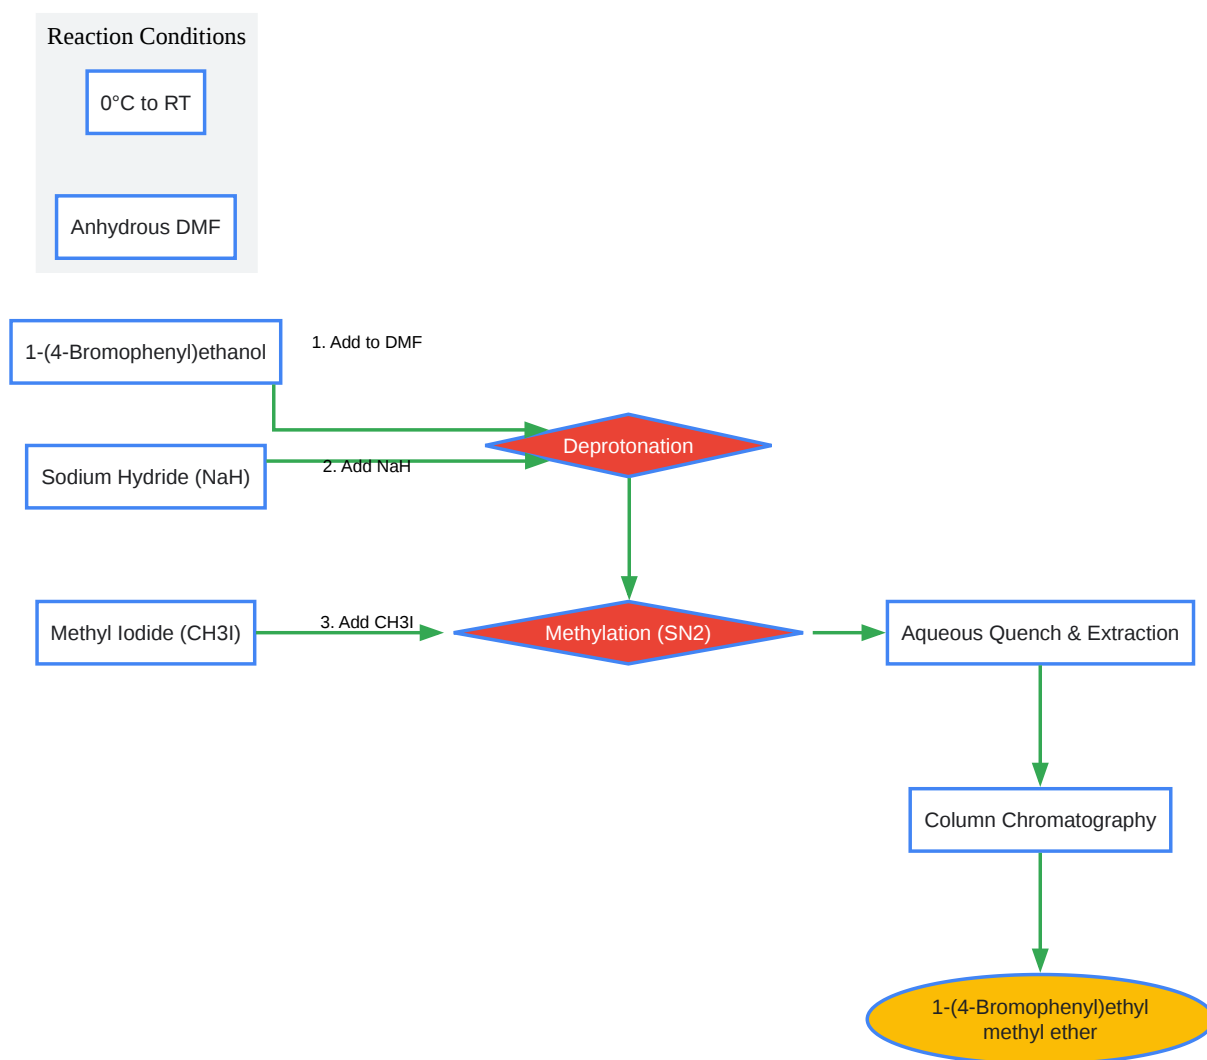 Reaction Conditions
0°C to RT
Anhydrous DMF
1-(4-Bromophenyl)ethanol
1. Add to DMF
Deprotonation
Sodium Hydride (NaH)
2. Add NaH
Methyl Iodide (CH3I)
3. Add CH3I
Methylation (SN2)
Aqueous Quench & Extraction
Column Chromatography
1-(4-Bromophenyl)ethyl
methyl ether